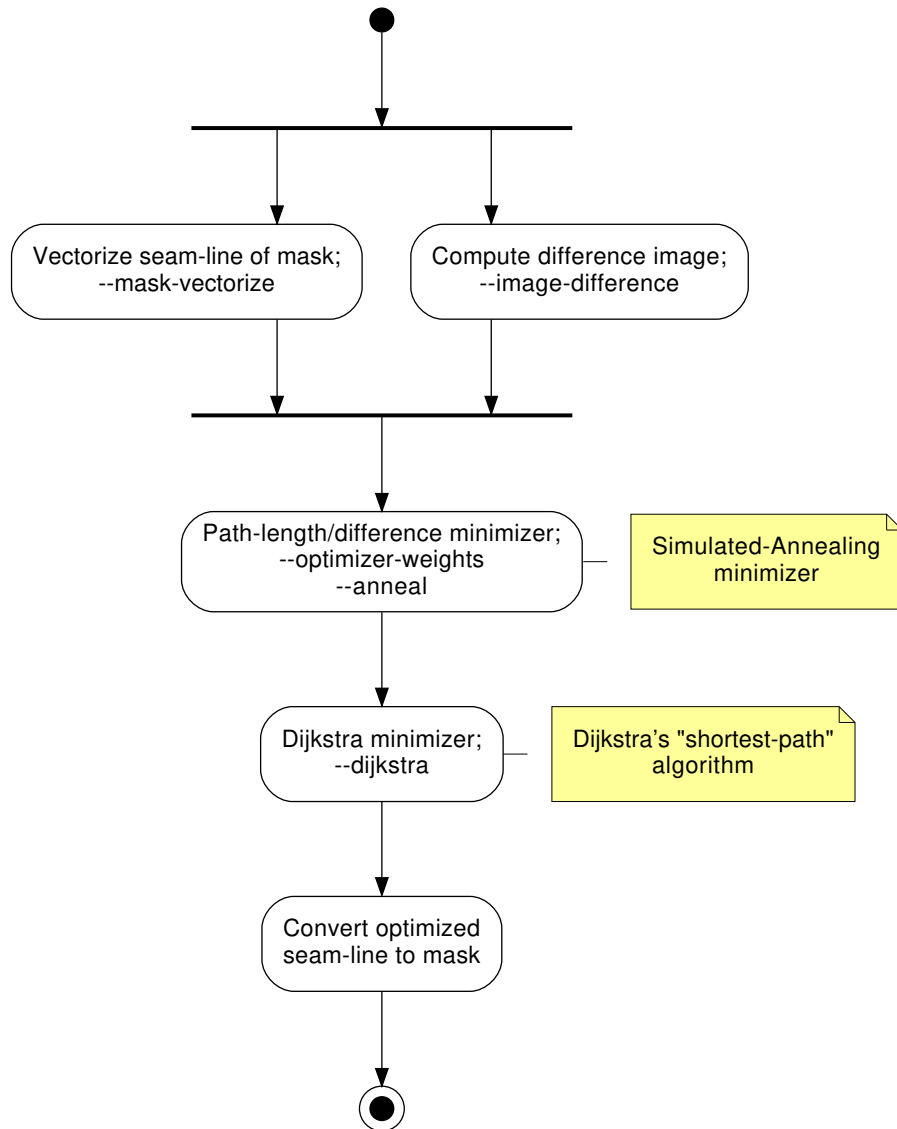 Vectorize seam-line of mask;
--mask-vectorize
Compute difference image;
--image-difference
Path-length/difference minimizer;
--optimizer-weights
--anneal
Simulated-Annealing
minimizer
Dijkstra minimizer;
--dijkstra
Dijkstra's "shortest-path"
algorithm
Convert optimized
seam-line to mask